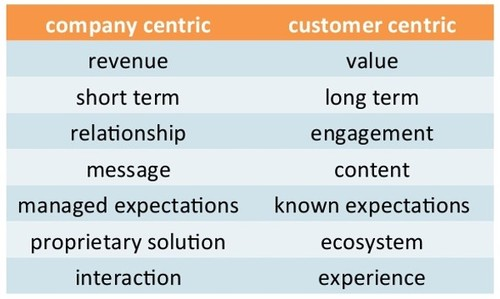 company centric customer centric
revenue value
short term long term
relationship engagement
message content
managed expectations known expectations
proprietary solution ecosystem
interaction experience